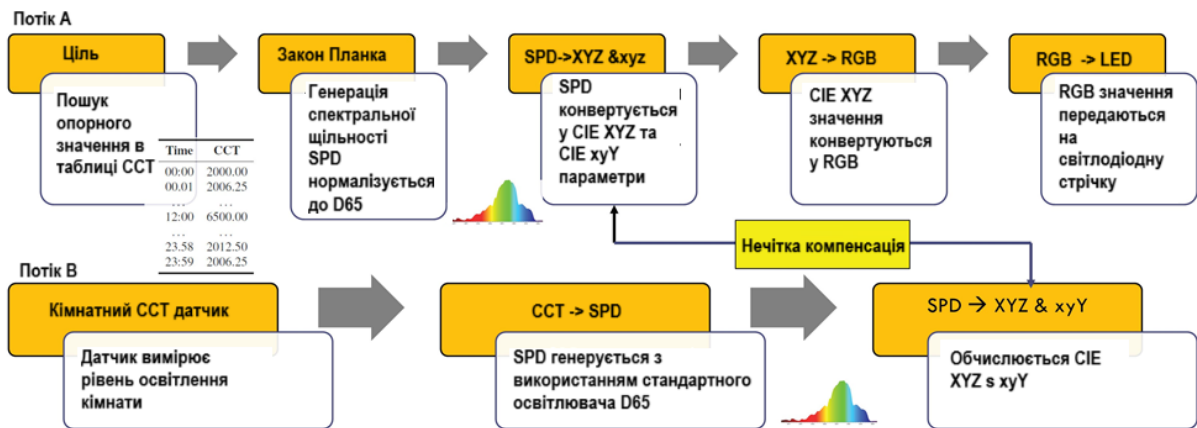 Потік А
Ціль
Пошук
опорного
значення в
таблиці ССТ
Time CCT
00:00 2000.00
00.01 2006.25
...
12:00 6500.00
...
23.58 2012.50
23:59 2006.25
Закон Планка
Генерація
спектральної
щільності
SPD
нормалізується
до D65
SPD->XYZ &xyz
SPD
конвертується
у CIE XYZ та
CIE xyY
параметри
XYZ -> RGB
CIE XYZ
значення
конвертуються
у RGB
RGB -> LED
RGB значення
передаються
на
світлодіодну
стрічку
Нечітка компенсація
Потік В
Кімнатний ССТ датчик
Датчик вимірює
рівень освітлення
кімнати
CCT -> SPD
SPD генерується з
використанням стандартного
освітлювача D65
SPD → XYZ & xyY
Обчислюється CIE
XYZ s xyY